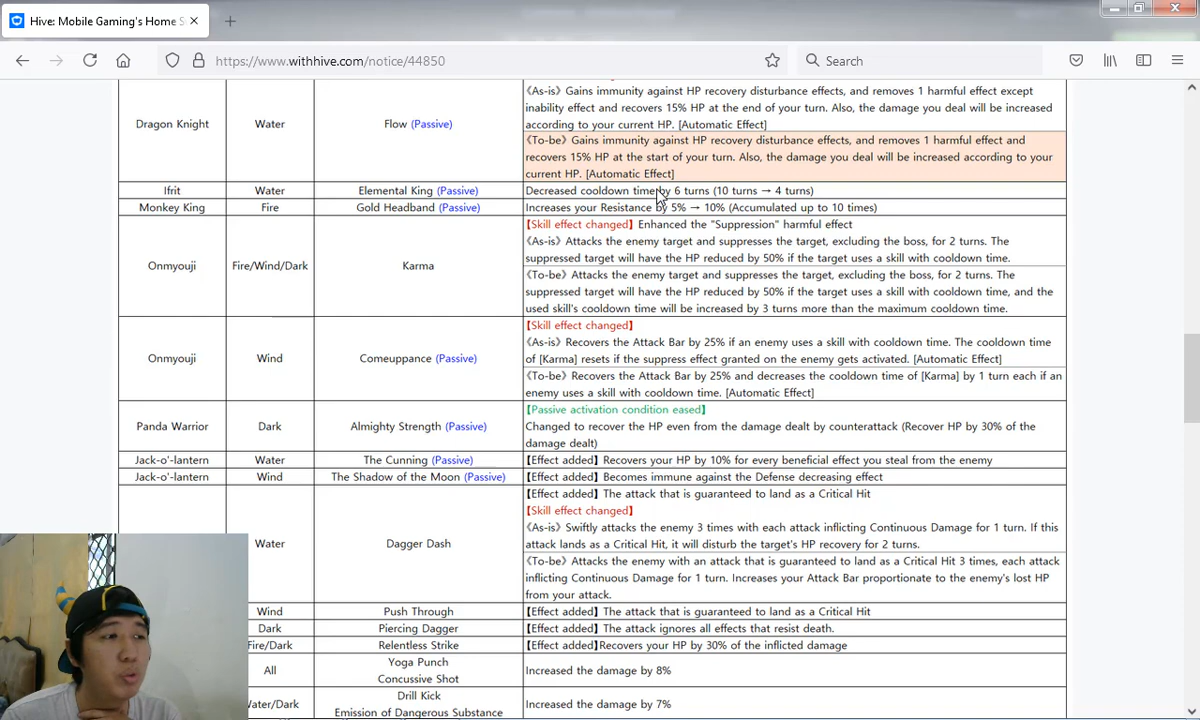 Hive: Mobile Gaming's Home S
https://www.withhive.com/notice/44850
Search
《As-is》 Gains immunity against HP recovery disturbance effects, and removes 1 harmful effect except
inability effect and recovers 15% HP at the end of your turn. Also, the damage you deal will be increased
according to your current HP. [Automatic Effect]
Dragon Knight
Water
Flow (Passive)
《To-be》 Gains immunity against HP recovery disturbance effects, and removes 1 harmful effect and
recovers 15% HP at the start of your turn. Also, the damage you deal will be increased according to your
current HP. [Automatic Effect]
Ifrit
Water
Elemental King (Passive)
Decreased cooldown time by 6 turns (10 turns → 4 turns)
Monkey King
Fire
Gold Headband (Passive)
Increases your Resistance by 5% → 10% (Accumulated up to 10 times)
Onmyouji
Fire/Wind/Dark
Karma
【Skill effect changed】 Enhanced the "Suppression" harmful effect
《As-is》 Attacks the enemy target and suppresses the target, excluding the boss, for 2 turns. The
suppressed target will have the HP reduced by 50% if the target uses a skill with cooldown time.
《To-be》 Attacks the enemy target and suppresses the target, excluding the boss, for 2 turns. The
suppressed target will have the HP reduced by 50% if the target uses a skill with cooldown time, and the
used skill's cooldown time will be increased by 3 turns more than the maximum cooldown time.
Onmyouji
Wind
Comeuppance (Passive)
【Skill effect changed】
《As-is》 Recovers the Attack Bar by 25% if an enemy uses a skill with cooldown time. The cooldown time
of [Karma] resets if the suppress effect granted on the enemy gets activated. [Automatic Effect]
《To-be》 Recovers the Attack Bar by 25% and decreases the cooldown time of [Karma] by 1 turn each if an
enemy uses a skill with cooldown time. [Automatic Effect]
Panda Warrior
Dark
Almighty Strength (Passive)
【Passive activation condition eased】
Changed to recover the HP even from the damage dealt by counterattack (Recover HP by 30% of the
damage dealt)
Jack-o'-lantern
Water
The Cunning (Passive)
【Effect added】 Recovers your HP by 10% for every beneficial effect you steal from the enemy
Jack-o'-lantern
Wind
The Shadow of the Moon (Passive)
【Effect added】 Becomes immune against the Defense decreasing effect
Water
Dagger Dash
【Effect added】 The attack that is guaranteed to land as a Critical Hit
【Skill effect changed】
《As-is》 Swiftly attacks the enemy 3 times with each attack inflicting Continuous Damage for 1 turn. If this
attack lands as a Critical Hit, it will disturb the target's HP recovery for 2 turns.
《To-be》 Attacks the enemy with an attack that is guaranteed to land as a Critical Hit 3 times, each attack
inflicting Continuous Damage for 1 turn. Increases your Attack Bar proportionate to the enemy's lost HP
from your attack.
Wind
Push Through
【Effect added】 The attack that is guaranteed to land as a Critical Hit
Dark
Piercing Dagger
【Effect added】 The attack ignores all effects that resist death.
Fire/Dark
Relentless Strike
【Effect added】Recovers your HP by 30% of the inflicted damage
All
Yoga Punch
Concussive Shot
Increased the damage by 8%
Water/Dark
Drill Kick
Emission of Dangerous Substance
Increased the damage by 7%